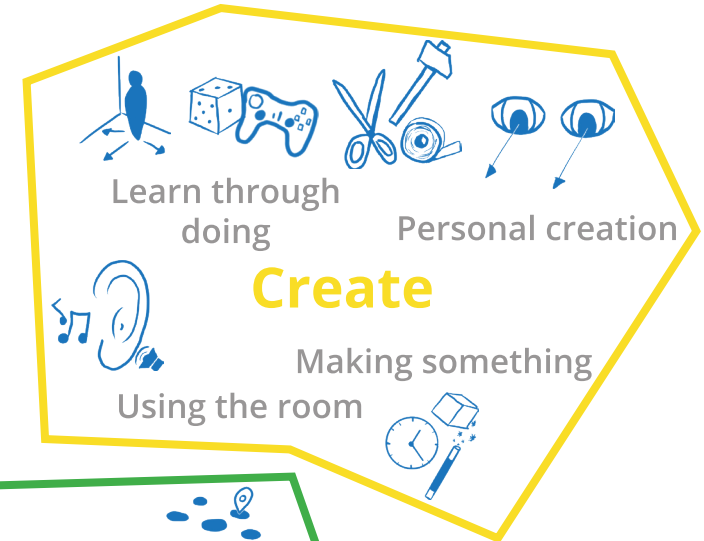 Learn through
doing
Personal creation
Create
Making something
Using the room